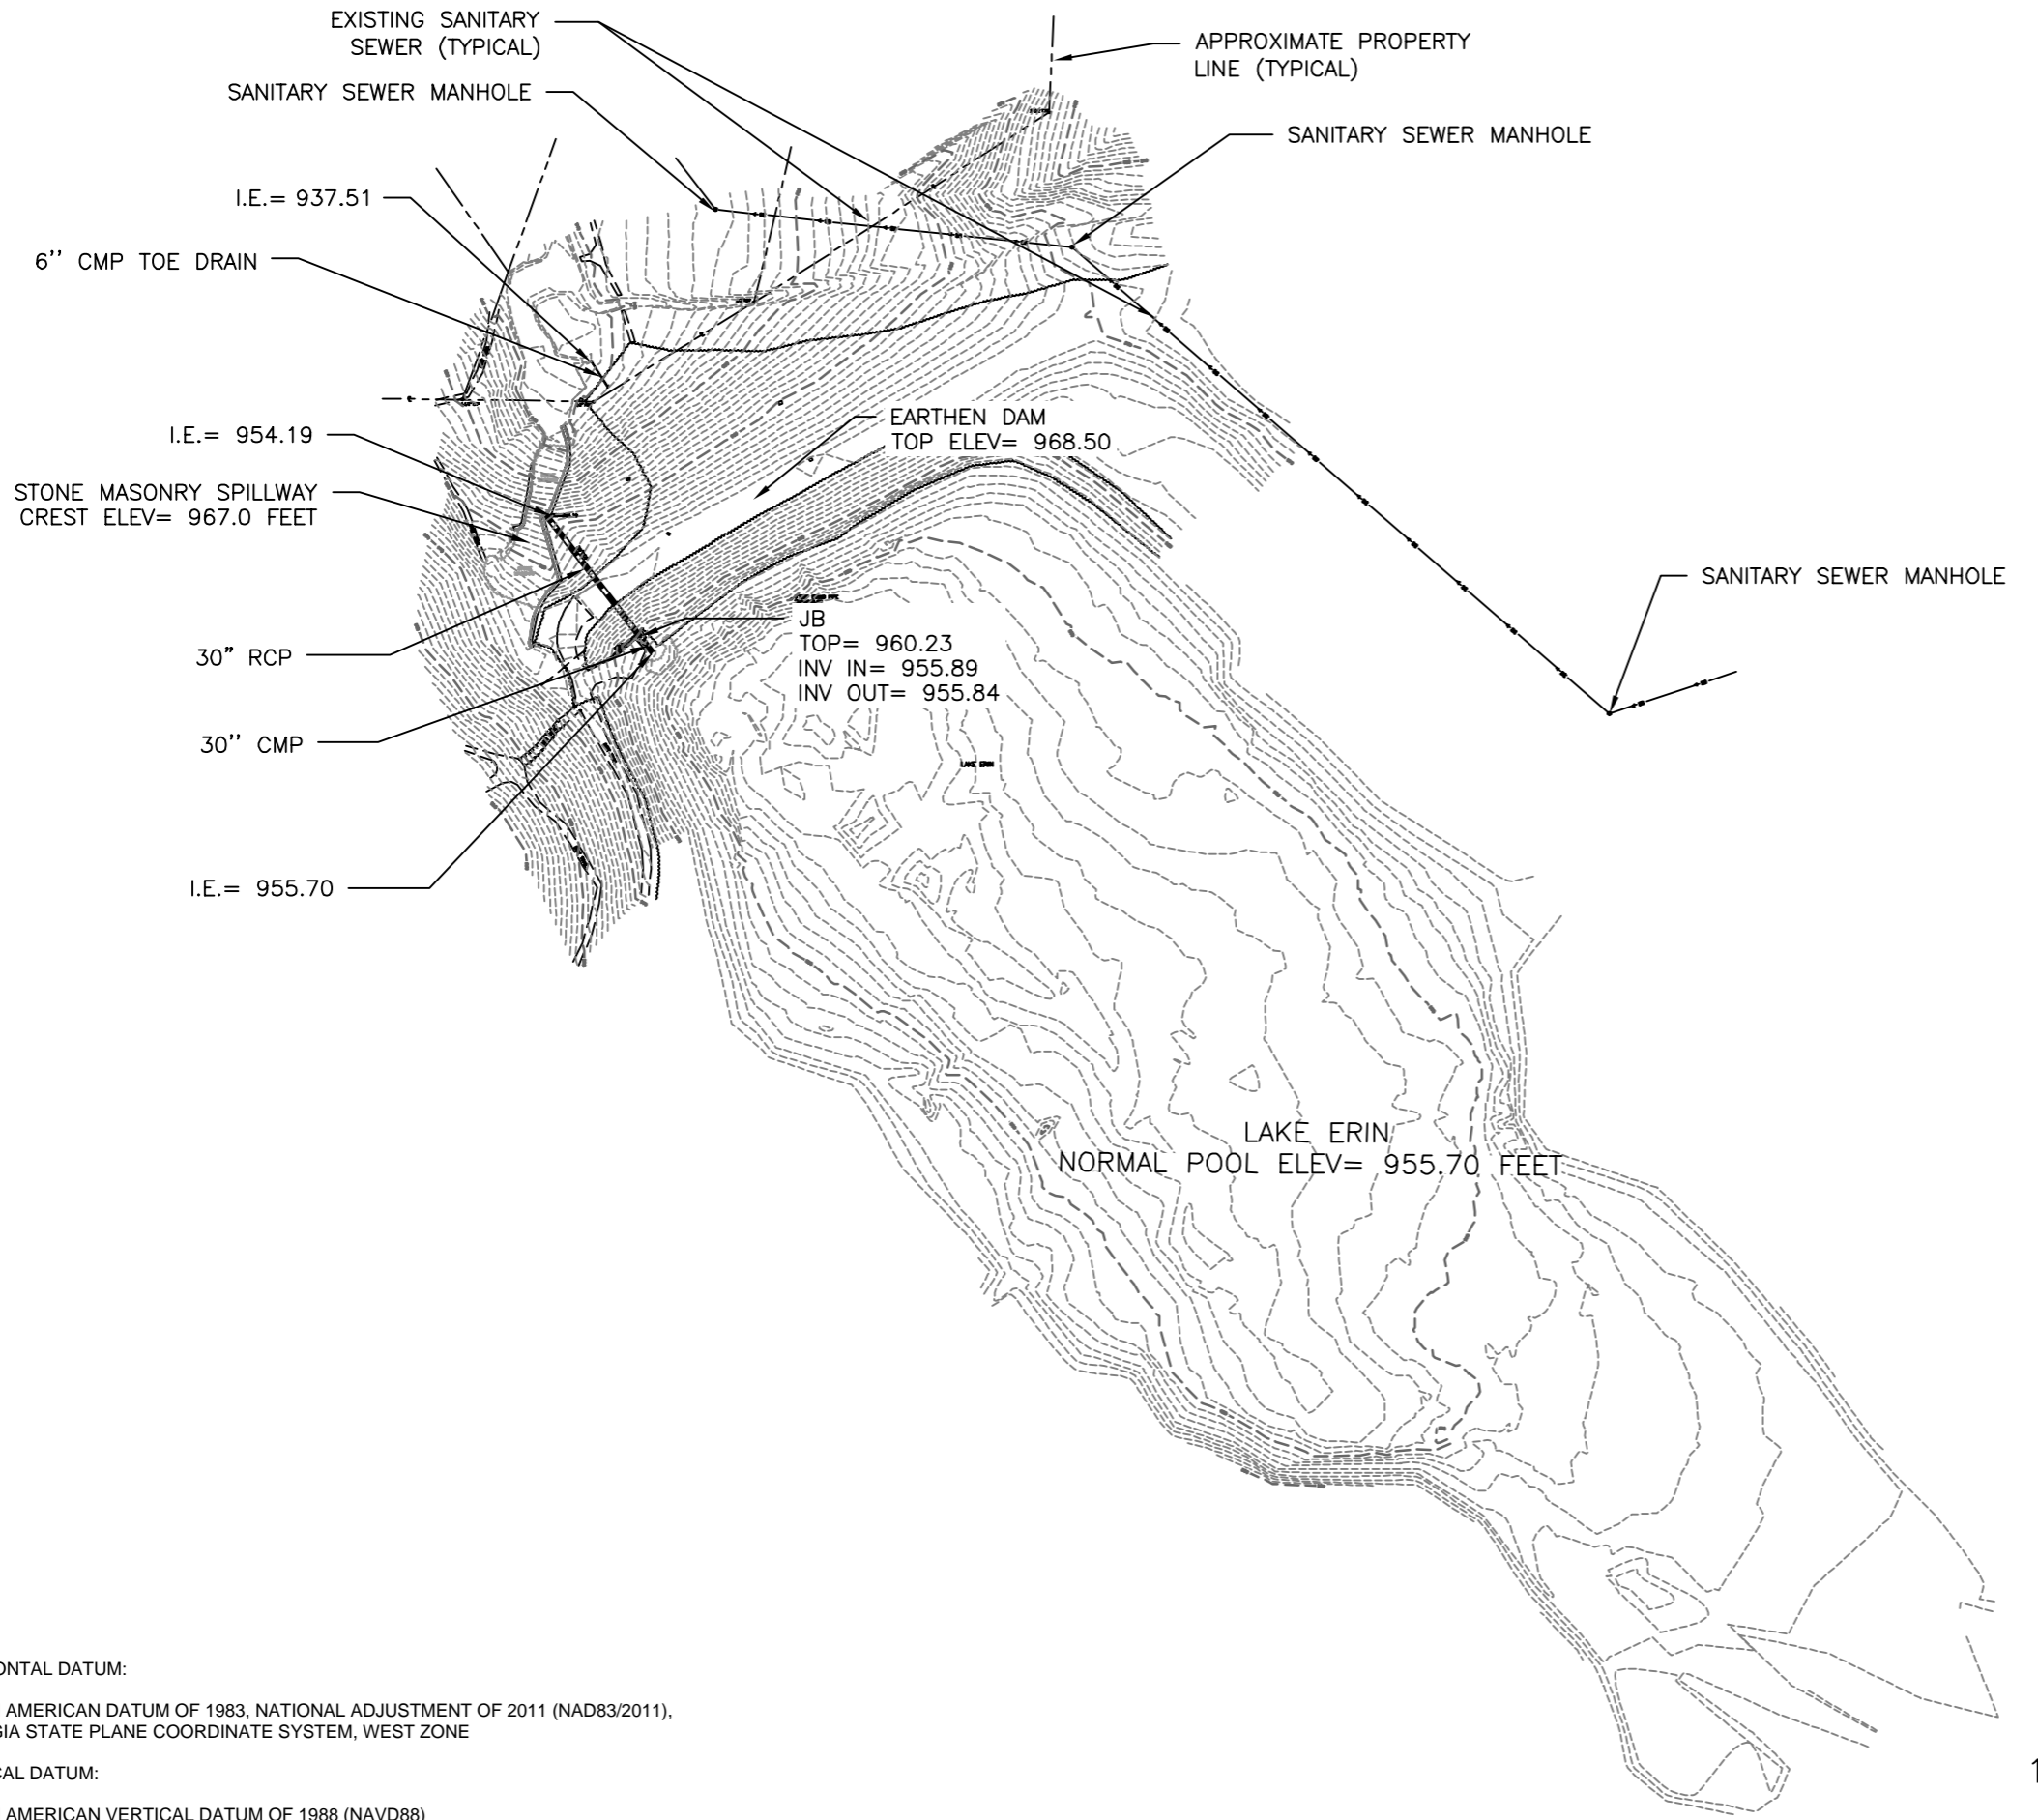 EXISTING SANITARY
SEWER (TYPICAL)
APPROXIMATE PROPERTY
LINE (TYPICAL)
SANITARY SEWER MANHOLE
SANITARY SEWER MANHOLE
I.E.= 937.51
6'' CMP TOE DRAIN
EARTHEN DAM
TOP ELEV= 968.50
I.E.= 954.19
STONE MASONRY SPILLWAY
CREST ELEV= 967.0 FEET
SANITARY SEWER MANHOLE
JB
TOP= 960.23
INV IN= 955.89
INV OUT= 955.84
30" RCP
30'' CMP
LAKE ERIN
I.E.= 955.70
LAKE ERIN
NORMAL POOL ELEV= 955.70 FEET
ONTAL DATUM:
AMERICAN DATUM OF 1983, NATIONAL ADJUSTMENT OF 2011 (NAD83/2011),
GIA STATE PLANE COORDINATE SYSTEM, WEST ZONE
CAL DATUM:
AMERICAN VERTICAL DATUM OF 1988 (NAVD88)
1